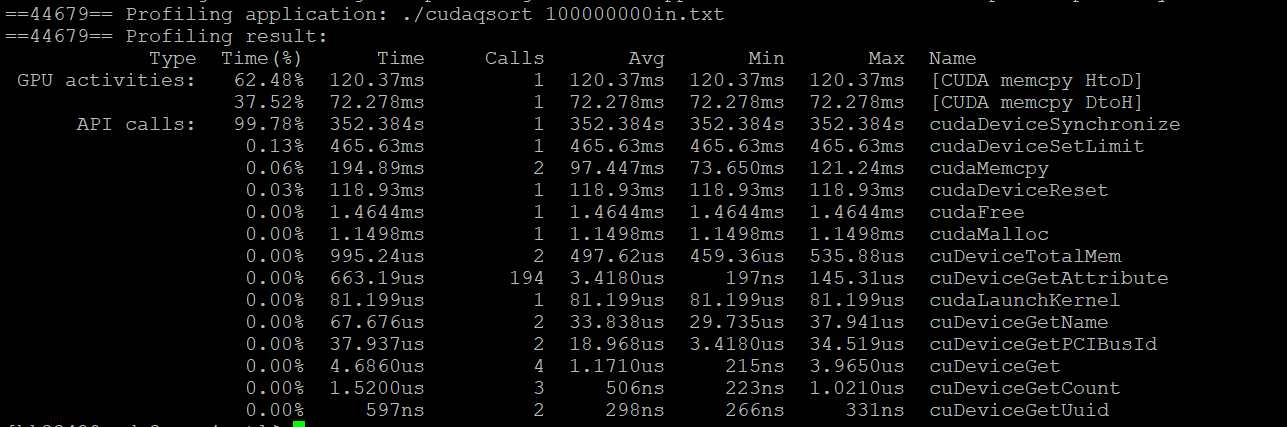 ==44679== Profiling application: ./cudaqsort 100000000in.txt
==44679== Profiling result:
Type Time(%) Time Calls Avg Min Max Name
GPU activities: 62.48% 120.37ms 1 120.37ms 120.37ms 120.37ms [CUDA memcpy HtoD]
37.52% 72.278ms 1 72.278ms 72.278ms 72.278ms [CUDA memcpy DtoH]
API calls: 99.78% 352.384s 1 352.384s 352.384s 352.384s cudaDeviceSynchronize
0.13% 465.63ms 1 465.63ms 465.63ms 465.63ms cudaDeviceSetLimit
0.06% 194.89ms 2 97.447ms 73.650ms 121.24ms cudaMemcpy
0.03% 118.93ms 1 118.93ms 118.93ms 118.93ms cudaDeviceReset
0.00% 1.4644ms 1 1.4644ms 1.4644ms 1.4644ms cudaFree
0.00% 1.1498ms 1 1.1498ms 1.1498ms 1.1498ms cudaMalloc
0.00% 995.24us 2 497.62us 459.36us 535.88us cuDeviceTotalMem
0.00% 663.19us 194 3.4180us 197ns 145.31us cuDeviceGetAttribute
0.00% 81.199us 1 81.199us 81.199us 81.199us cudaLaunchKernel
0.00% 67.676us 2 33.838us 29.735us 37.941us cuDeviceGetName
0.00% 37.937us 2 18.968us 3.4180us 34.519us cuDeviceGetPCIBusId
0.00% 4.6860us 4 1.1710us 215ns 3.9650us cuDeviceGet
0.00% 1.5200us 3 506ns 223ns 1.0210us cuDeviceGetCount
0.00% 597ns 2 298ns 266ns 331ns cuDeviceGetUuid